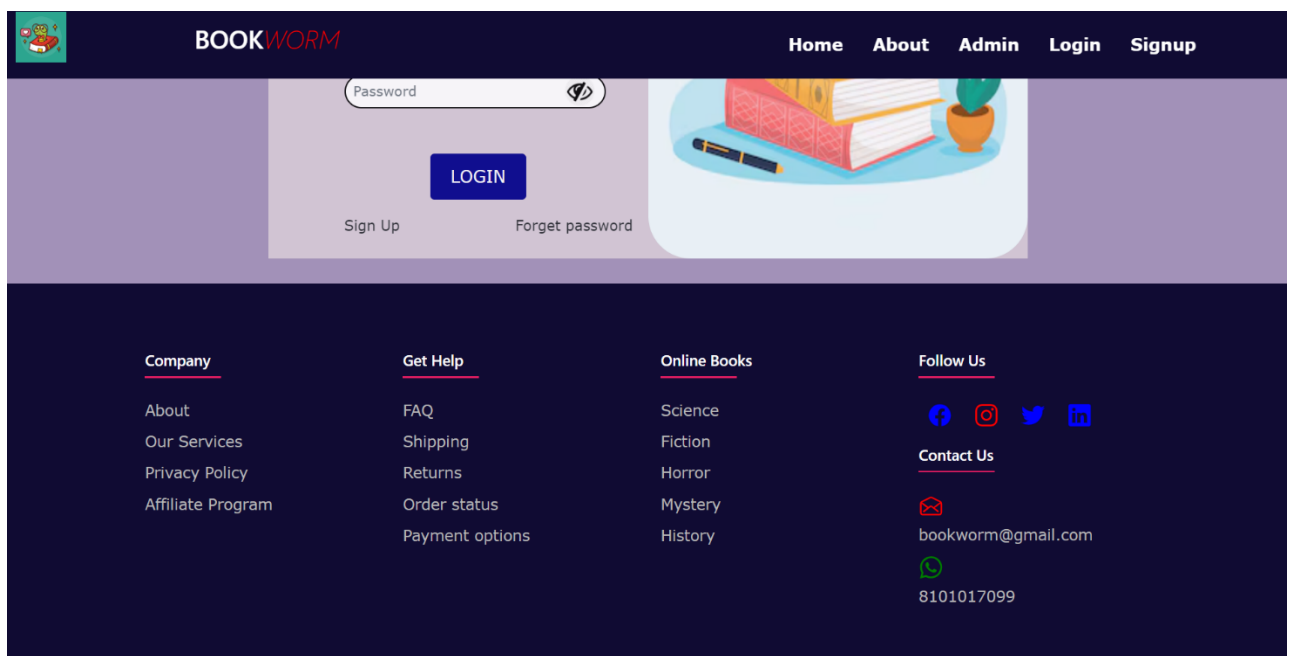 BOOKWORM
Home About Admin Login Signup
Password
LOGIN
Sign Up Forget password
Company
About
Our Services
Privacy Policy
Affiliate Program
Get Help
FAQ
Shipping
Returns
Order status
Payment options
Online Books
Science
Fiction
Horror
Mystery
History
Follow Us
Contact Us
bookworm@gmail.com
8101017099